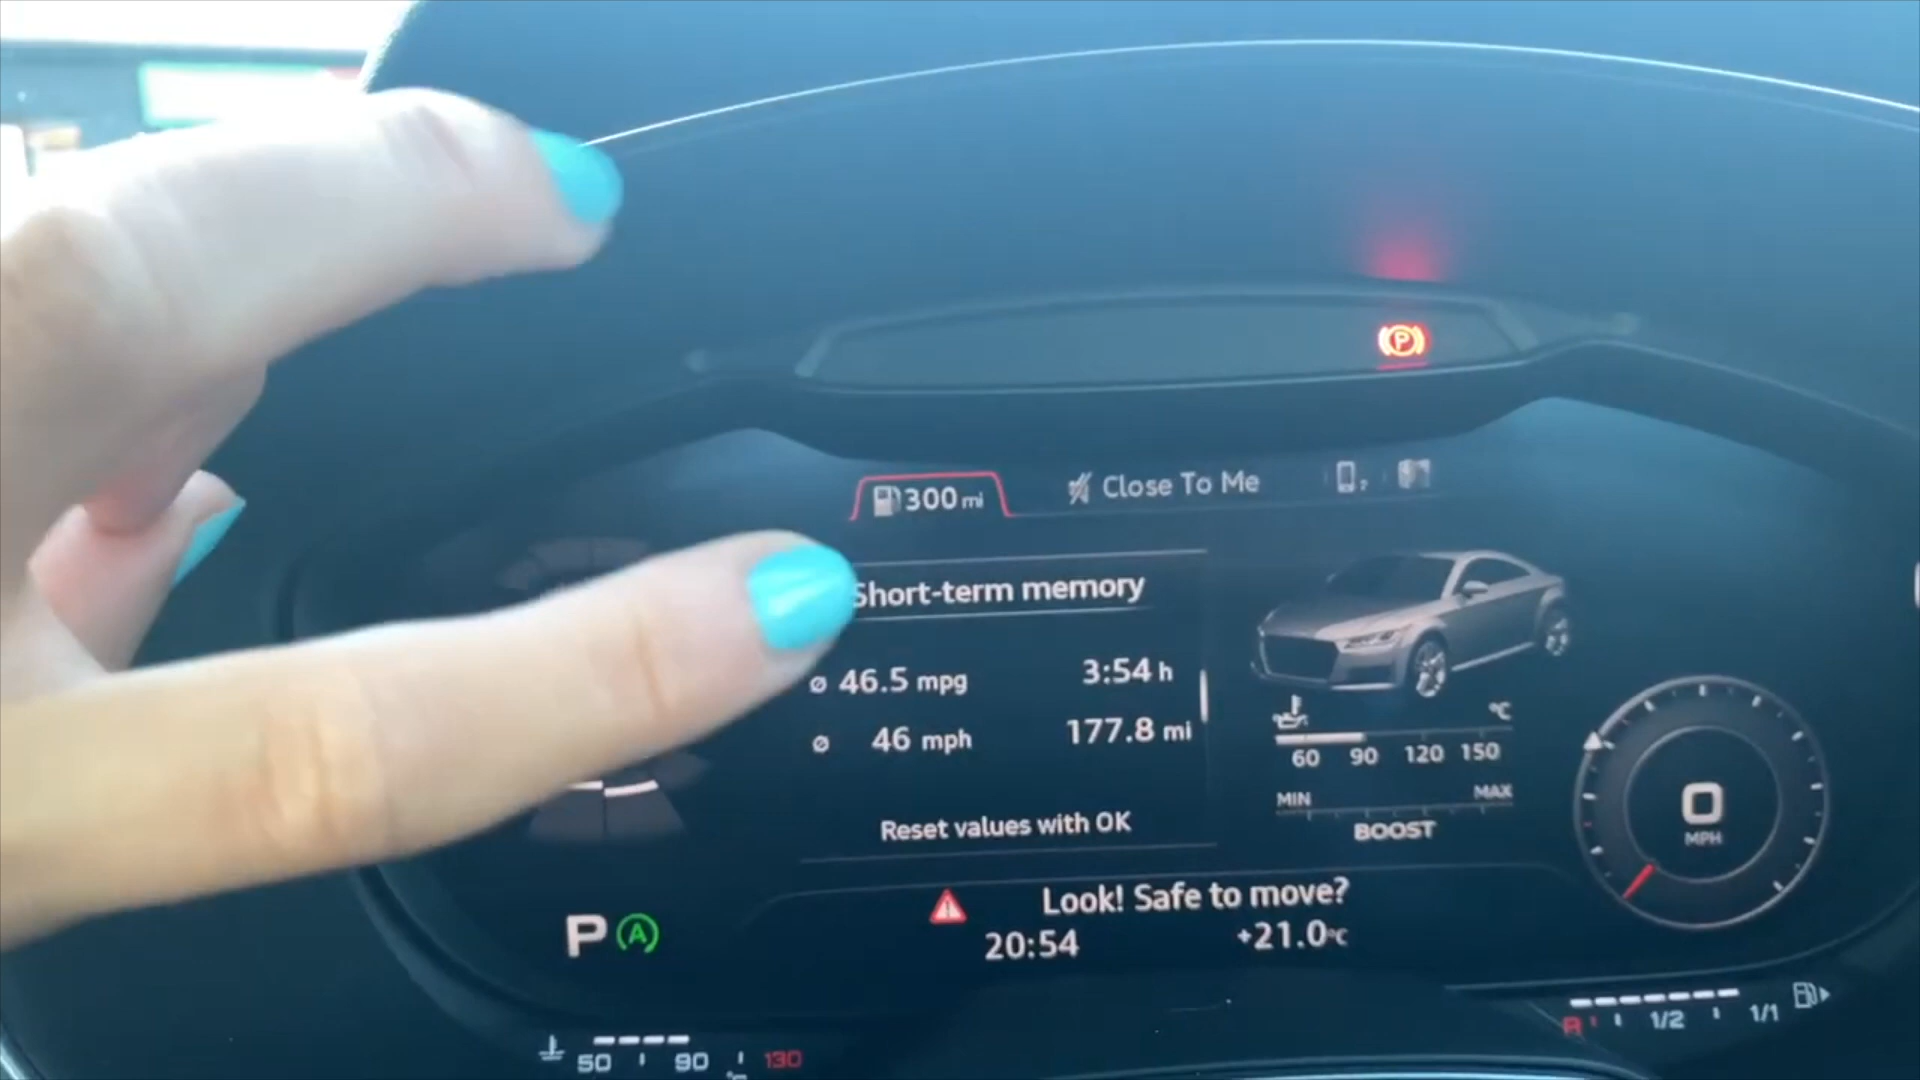 P
300 mi
Close To Me
Short-term memory
ø 46.5 mpg
3:54 h
ø 46 mph
177.8 mi
Reset values with OK
°C
60 90 120 150
MIN MAX
BOOST
0
MPH
P A
Look! Safe to move?
20:54
+21.0°C
50 90 130
R 1/2 1/1